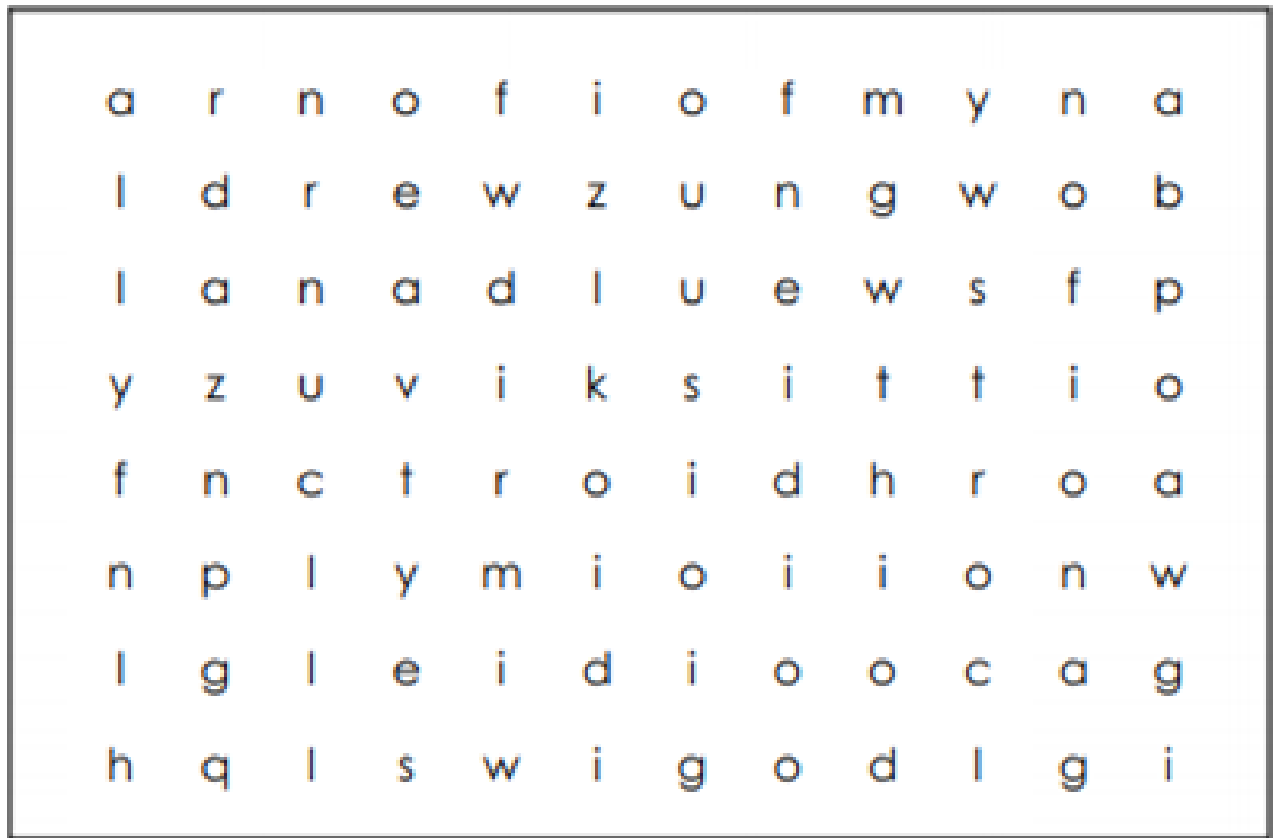 a r n o f i o f m y n a
l d r e w z u n g w o b
l a n a d l u e w s f p
y z u v i k s i t t i o
f n c t r o i d h r o a
n p l y m i o i i o n w
l g l e i d i o o c a g
h q l s w i g o d l g i